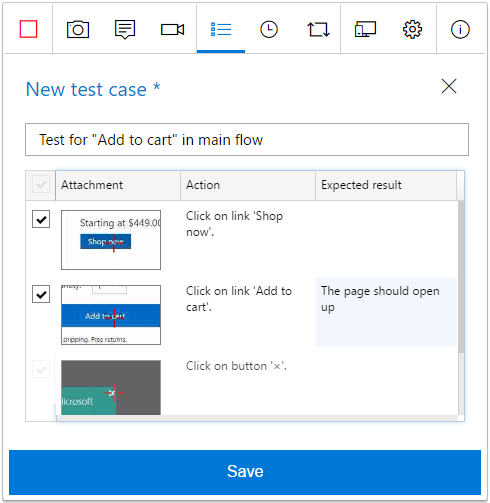 New test case *
Test for "Add to cart" in main flow
Attachment Action Expected result
Starting at $449.00
Shop now
Click on link 'Shop
now'.
Add to cart
shipping. Free returns.
Click on link 'Add to
cart'.
The page should open
up
licrosoft
Click on button '×'.
Save